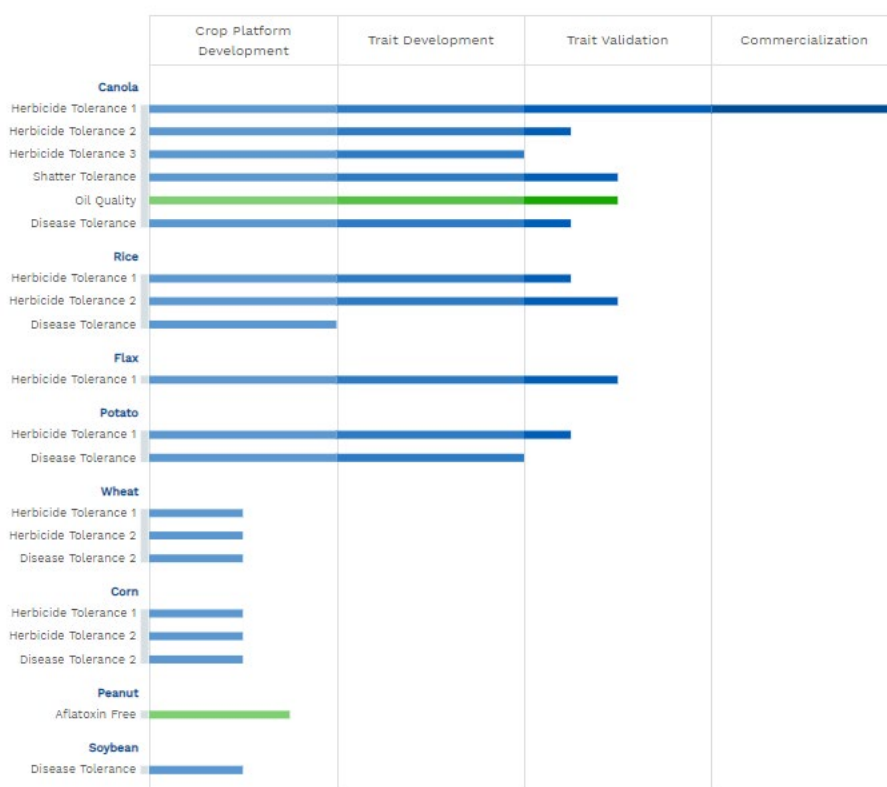 Crop Platform
Development
Trait Development
Trait Validation
Commercialization
Canola
Herbicide Tolerance 1
Herbicide Tolerance 2
Herbicide Tolerance 3
Shatter Tolerance
Oil Quality
Disease Tolerance
Rice
Herbicide Tolerance 1
Herbicide Tolerance 2
Disease Tolerance
Flax
Herbicide Tolerance 1
Potato
Herbicide Tolerance 1
Disease Tolerance
Wheat
Herbicide Tolerance 1
Herbicide Tolerance 2
Disease Tolerance 2
Corn
Herbicide Tolerance 1
Herbicide Tolerance 2
Disease Tolerance 2
Peanut
Aflatoxin Free
Soybean
Disease Tolerance